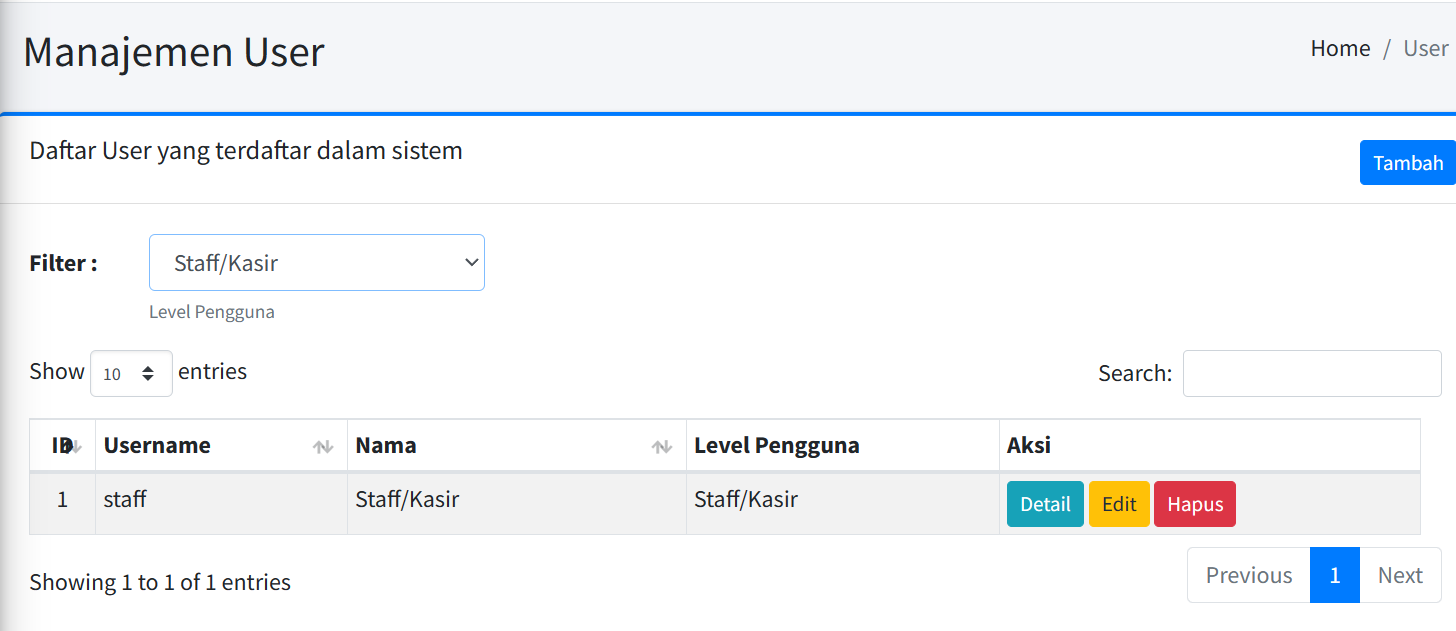 Manajemen User
Home / User
Daftar User yang terdaftar dalam sistem
Tambah
Filter :
Staff/Kasir
Level Pengguna
Show 10 entries
Search:
ID Username Nama Level Pengguna Aksi
1 staff Staff/Kasir Staff/Kasir Detail Edit Hapus
Showing 1 to 1 of 1 entries
Previous 1 Next